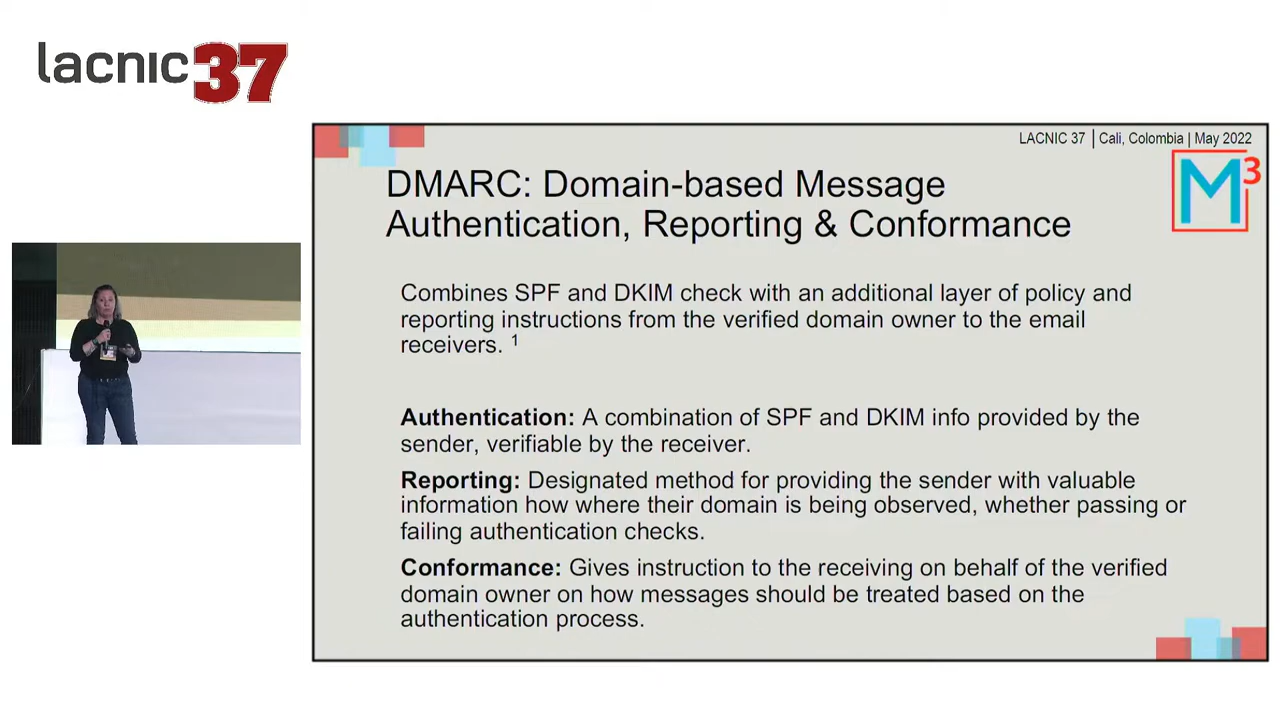 lacnic37
LACNIC 37 | Cali, Colombia | May 2022
M3
DMARC: Domain-based Message
Authentication, Reporting & Conformance
Combines SPF and DKIM check with an additional layer of policy and
reporting instructions from the verified domain owner to the email
receivers. 1
Authentication: A combination of SPF and DKIM info provided by the
sender, verifiable by the receiver.
Reporting: Designated method for providing the sender with valuable
information how where their domain is being observed, whether passing or
failing authentication checks.
Conformance: Gives instruction to the receiving on behalf of the verified
domain owner on how messages should be treated based on the
authentication process.